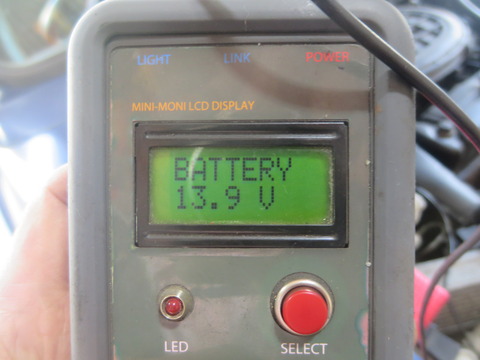 LIGHT LINK POWER
MINI-MONI LCD DISPLAY
BATTERY
13.9 V
LED SELECT